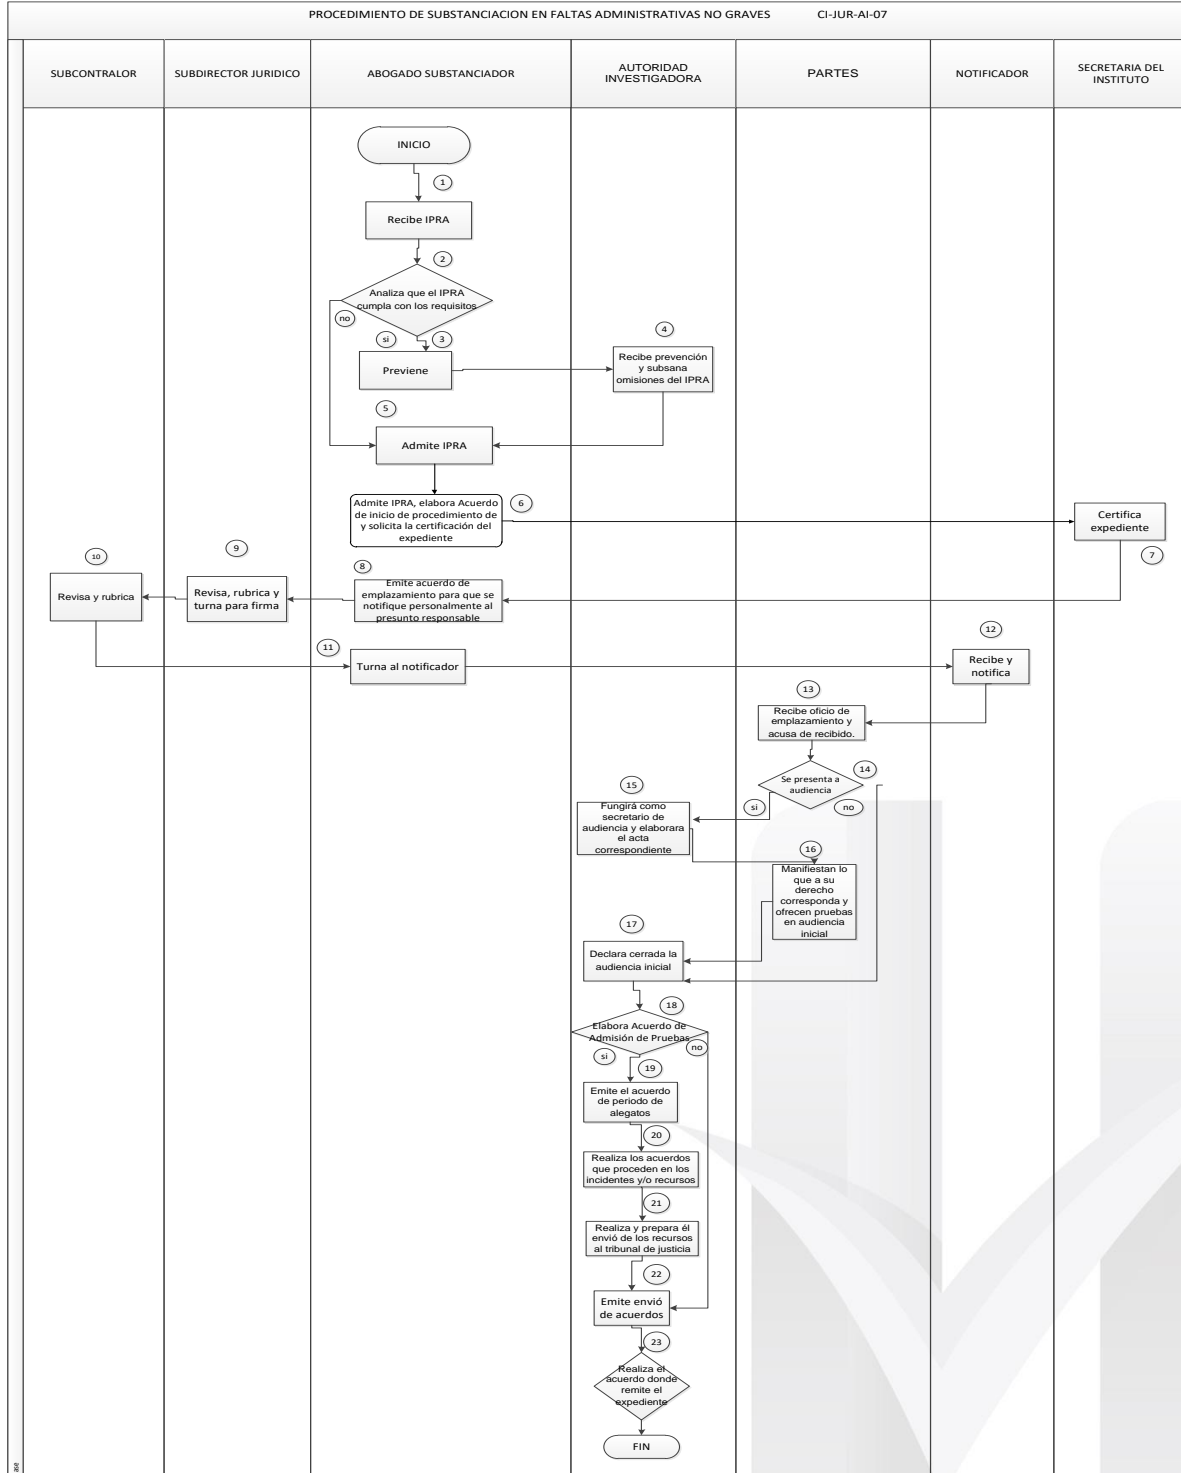 PROCEDIMIENTO DE SUBSTANCIACION EN FALTAS ADMINISTRATIVAS NO GRAVES CI-JUR-AI-07
SUBCONTRALOR
SUBDIRECTOR JURIDICO
ABOGADO SUBSTANCIADOR
AUTORIDAD
INVESTIGADORA
PARTES
NOTIFICADOR
SECRETARIA DEL
INSTITUTO
INICIO
1
Recibe IPRA
2
Analiza que el IPRA
cumpla con los requisitos
no
si
3
Previene
4
Recibe prevención
y subsana
omisiones del IPRA
5
Admite IPRA
Admite IPRA, elabora Acuerdo
de inicio de procedimiento de
y solicita la certificación del
expediente
6
Certifica
expediente
7
8
Emite acuerdo de
emplazamiento para que se
notifique personalmente al
presunto responsable
9
Revisa, rubrica y
turna para firma
10
Revisa y rubrica
11
Turna al notificador
12
Recibe y
notifica
13
Recibe oficio de
emplazamiento y
acusa de recibido.
14
Se presenta a
audiencia
si
no
15
Fungirá como
secretario de
audiencia y elaborara
el acta
correspondiente
16
Manifiestan lo
que a su
derecho
corresponda y
ofrecen pruebas
en audiencia
inicial
17
Declara cerrada la
audiencia inicial
18
Elabora Acuerdo de
Admisión de Pruebas
si
no
19
Emite el acuerdo
de periodo de
alegatos
20
Realiza los acuerdos
que proceden en los
incidentes y/o recursos
21
Realiza y prepara él
envió de los recursos
al tribunal de justicia
22
Emite envió
de acuerdos
23
Realiza el
acuerdo donde
remite el
expediente
FIN